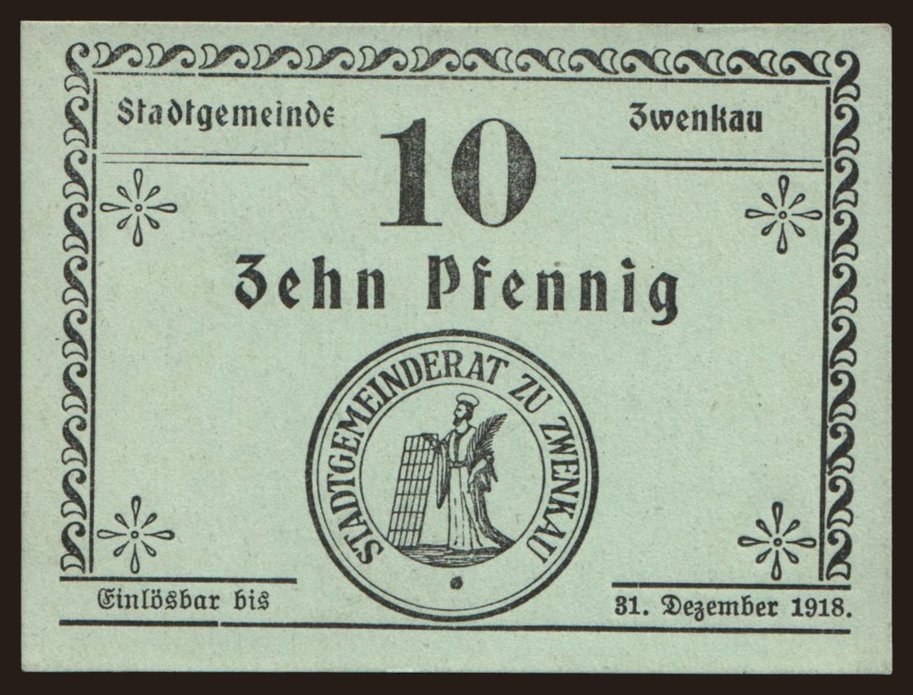 Stadtgemeinde Zwenkau
10
Zehn Pfennig
STADTGEMEINDERAT ZU ZWENKAU
Einlösbar bis 31. Dezember 1918.